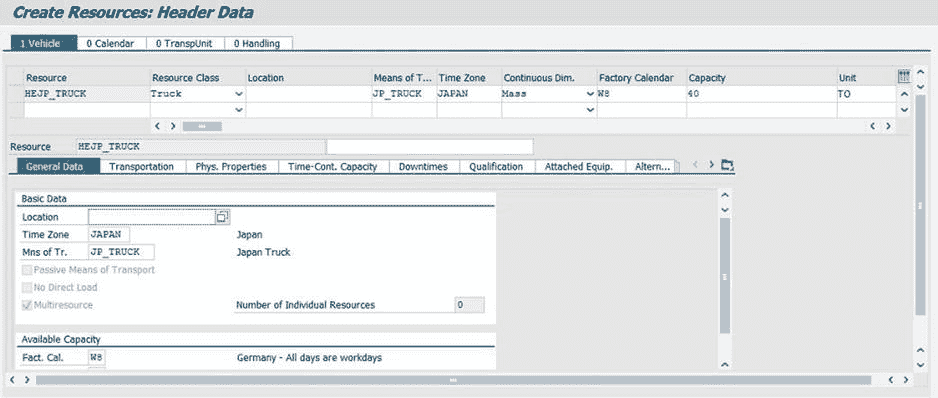 Create Resources: Header Data
1 Vehicle 0 Calendar 0 TranspUnit 0 Handling
Resource Resource Class Location Means of T... Time Zone Continuous Dim. Factory Calendar Capacity Unit
HEJP_TRUCK Truck JP_TRUCK JAPAN Mass W8 40 TO
Resource HEJP_TRUCK
General Data Transportation Phys. Properties Time-Cont. Capacity Downtimes Qualification Attached Equip. Altern...
Basic Data
Location
Time Zone JAPAN Japan
Mns of Tr. JP_TRUCK Japan Truck
Passive Means of Transport
No Direct Load
Multiresource Number of Individual Resources 0
Available Capacity
Fact. Cal. W8 Germany - All days are workdays